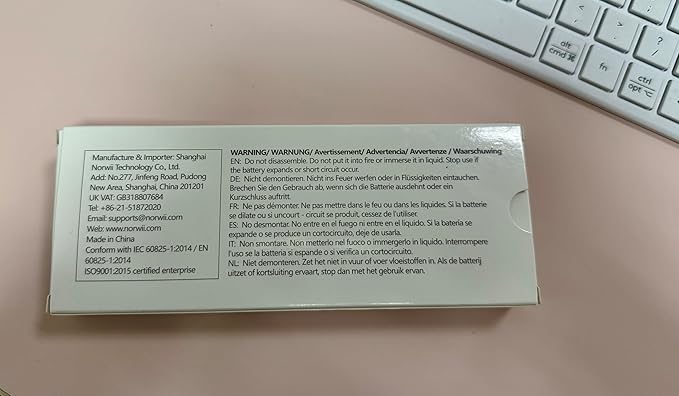 Manufacture & Importer: Shanghai
Norwii Technology Co., Ltd.
Add: No.277, Jinfeng Road, Pudong
New Area, Shanghai, China 201201
UK VAT: GB318807684
Tel: +86-21-51872020
Email: supports@norwii.com
Web: www.norwii.com
Made in China
Conform with IEC 60825-1:2014 / EN
60825-1:2014
ISO9001:2015 certified enterprise
WARNING/ WARNUNG/ Avertissement/ Advertencia/ Avvertenze / Waarschuwing
EN: Do not disassemble. Do not put it into fire or immerse it in liquid. Stop use if
the battery expands or short circuit occur.
DE: Nicht demontieren. Nicht ins Feuer werfen oder in Flüssigkeiten eintauchen.
Brechen Sie den Gebrauch ab, wenn sich die Batterie ausdehnt oder ein
Kurzschluss auftritt.
FR: Ne pas démonter. Ne pas mettre dans le feu ou dans les liquides. Si la batterie
se dilate ou si uncourt - circuit se produit, cessez de l'utiliser.
ES: No desmontar. No entre en el fuego ni entre en el líquido. Si la batería se
expande o se produce un cortocircuito, deje de usarla.
IT: Non smontare. Non metterlo nel fuoco o immergerlo in liquido. Interrompere
l'uso se la batteria si espande o si verifica un cortocircuito.
NL: Niet demonteren. Zet het niet in vuur of voer vloeistoffen in. Als de batterij
uitzet of kortsluiting ervaart, stop dan met het gebruik ervan.
alt
cmd ⌘
fn
ctrl
opt ⌥
<
,
>
.
?
/